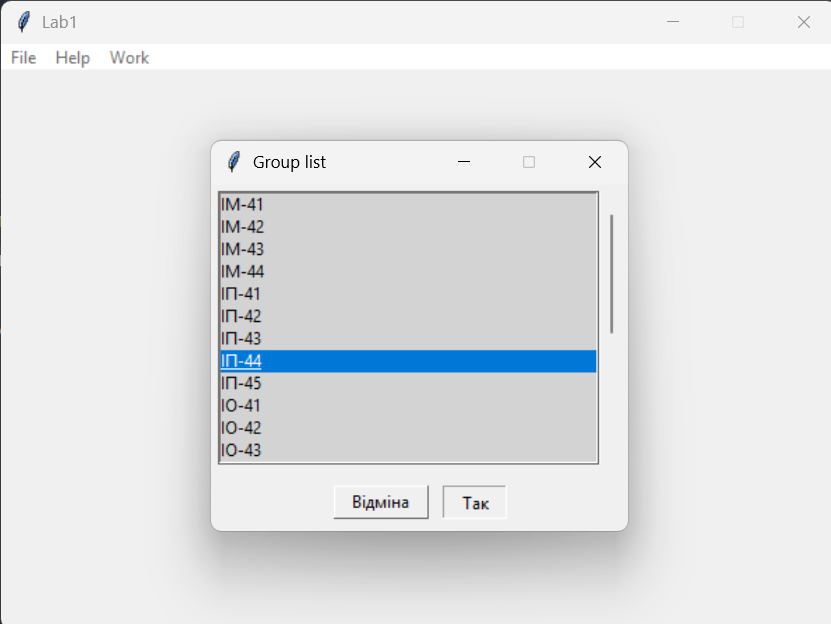 Lab1
File Help Work
Group list
ІМ-41
ІМ-42
ІМ-43
ІМ-44
ІП-41
ІП-42
ІП-43
ІП-44
ІП-45
ІО-41
ІО-42
ІО-43
Відміна Так